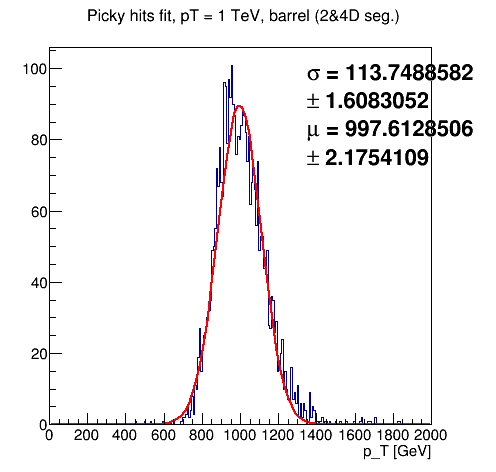 Picky hits fit, pT = 1 TeV, barrel (2&4D seg.)
σ = 113.7488582
± 1.6083052
μ = 997.6128506
± 2.1754109
100
80
60
40
20
0
0 200 400 600 800 1000 1200 1400 1600 1800 2000
p_T [GeV]